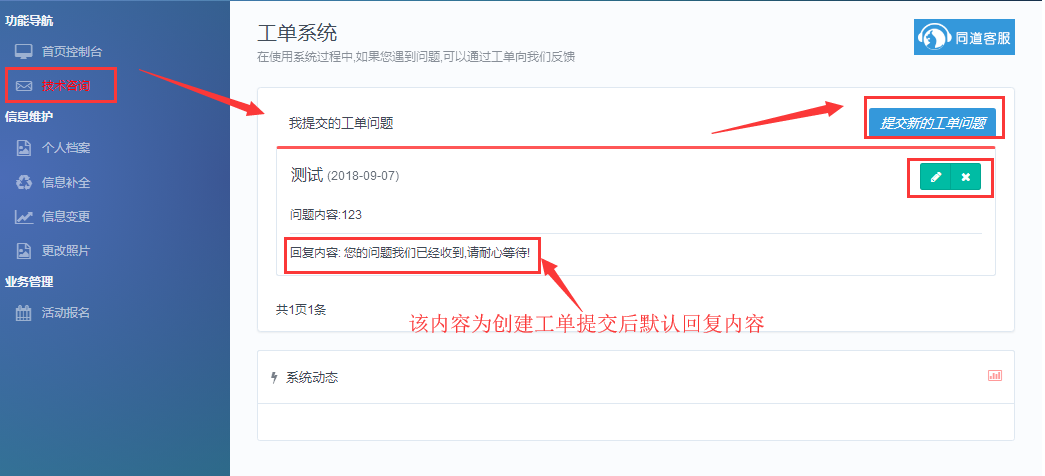 功能导航
首页控制台
技术咨询
信息维护
个人档案
信息补全
信息变更
更改照片
业务管理
活动报名
工单系统
在使用系统过程中,如果您遇到问题,可以通过工单向我们反馈
同道客服
我提交的工单问题
提交新的工单问题
测试 (2018-09-07)
问题内容:123
回复内容: 您的问题我们已经收到,请耐心等待!
共1页1条
该内容为创建工单提交后默认回复内容
系统动态